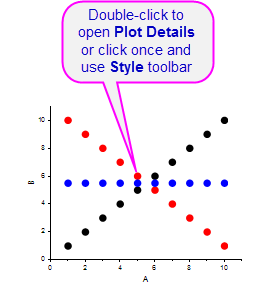 Double-click to
open Plot Details
or click once and
use Style toolbar
10
8
6
4
2
0
B
0 2 4 6 8 10
A